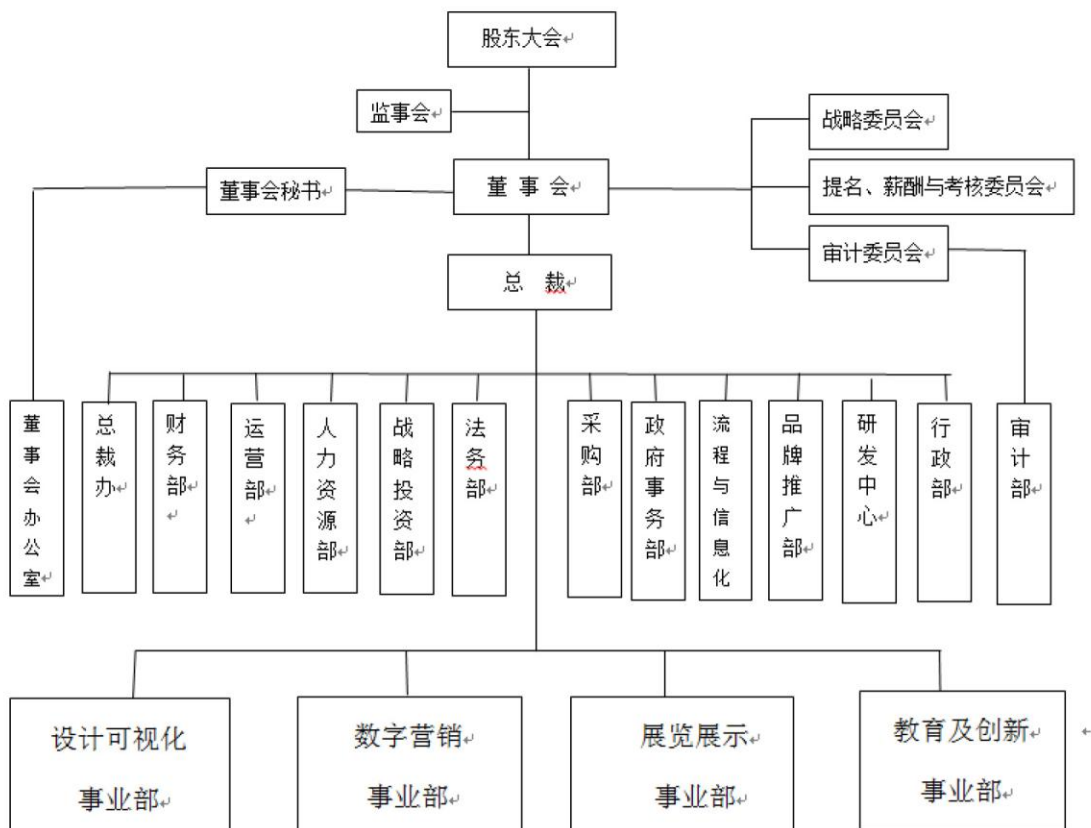 股东大会
监事会
战略委员会
董事会秘书
董 事 会
提名、薪酬与考核委员会
审计委员会
总 裁
董事会办公室
总裁办
财务部
运营部
人力资源部
战略投资部
法务部
采购部
政府事务部
流程与信息化
品牌推广部
研发中心
行政部
审计部
设计可视化
事业部
数字营销
事业部
展览展示
事业部
教育及创新
事业部